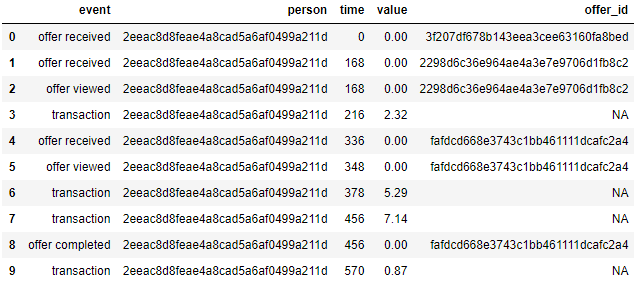 event person time value offer_id
0 offer received 2eeac8d8feae4a8cad5a6af0499a211d 0 0.00 3f207df678b143eea3cee63160fa8bed
1 offer received 2eeac8d8feae4a8cad5a6af0499a211d 168 0.00 2298d6c36e964ae4a3e7e9706d1fb8c2
2 offer viewed 2eeac8d8feae4a8cad5a6af0499a211d 168 0.00 2298d6c36e964ae4a3e7e9706d1fb8c2
3 transaction 2eeac8d8feae4a8cad5a6af0499a211d 216 2.32 NA
4 offer received 2eeac8d8feae4a8cad5a6af0499a211d 336 0.00 fafdcd668e3743c1bb461111dcafc2a4
5 offer viewed 2eeac8d8feae4a8cad5a6af0499a211d 348 0.00 fafdcd668e3743c1bb461111dcafc2a4
6 transaction 2eeac8d8feae4a8cad5a6af0499a211d 378 5.29 NA
7 transaction 2eeac8d8feae4a8cad5a6af0499a211d 456 7.14 NA
8 offer completed 2eeac8d8feae4a8cad5a6af0499a211d 456 0.00 fafdcd668e3743c1bb461111dcafc2a4
9 transaction 2eeac8d8feae4a8cad5a6af0499a211d 570 0.87 NA